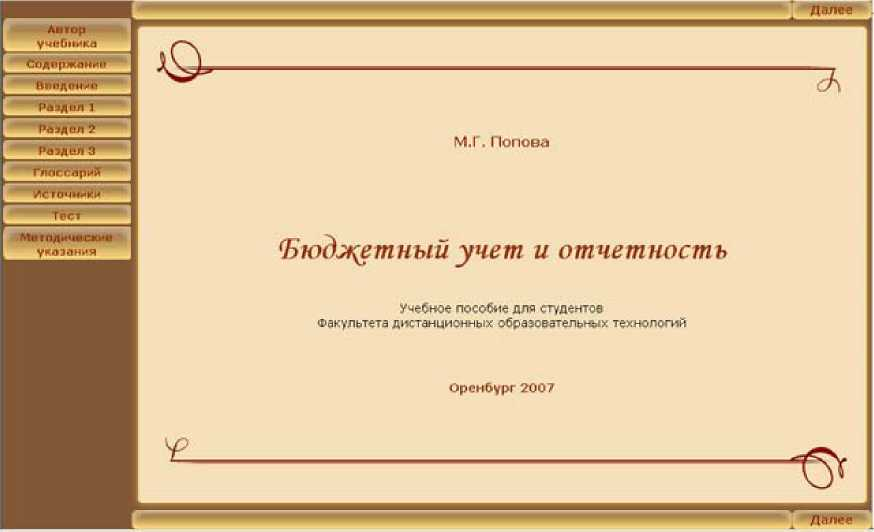 Далее
Автор
учебника
Содержание
Введение
Раздел 1
Раздел 2
Раздел 3
Глоссарий
Источники
Тест
Методические
указания
М.Г. Попова
Бюджетный учет и отчетность
Учебное пособие для студентов
Факультета дистанционных образовательных технологий
Оренбург 2007
Далее